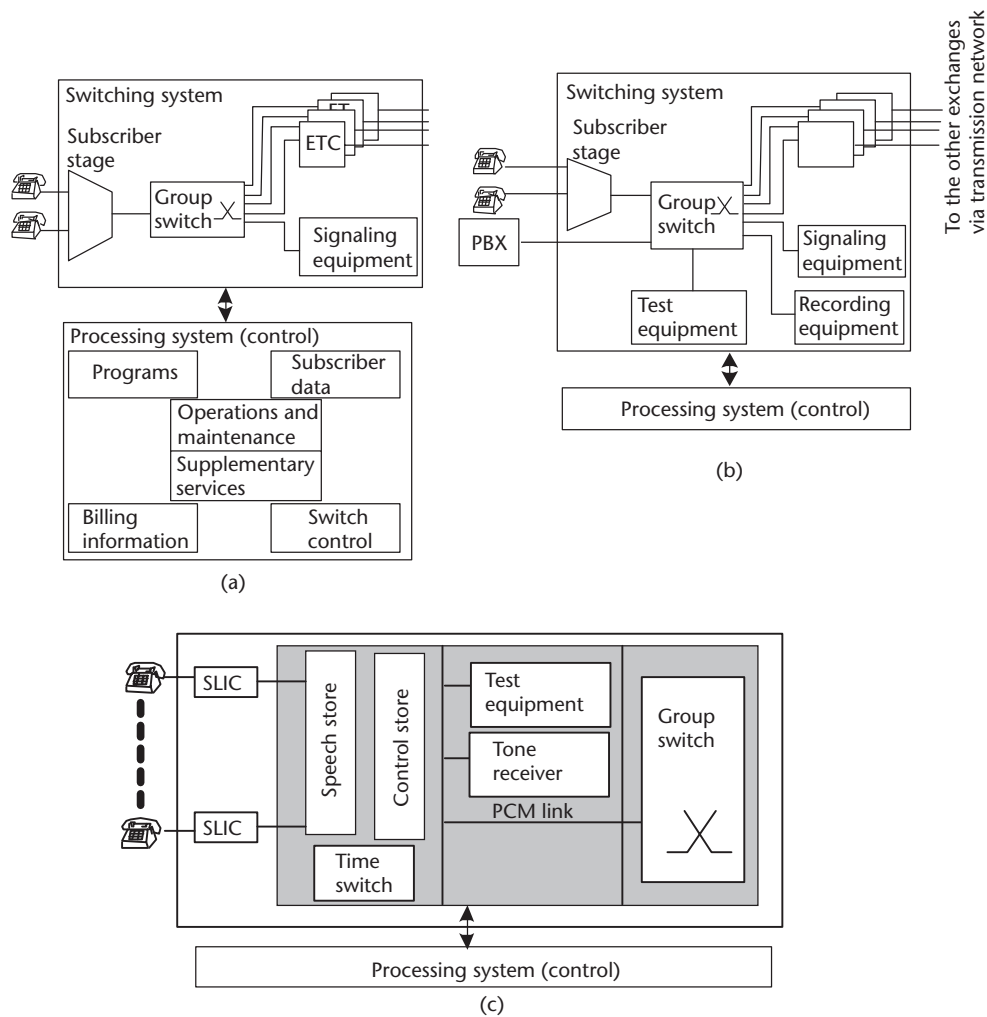 Switching system
Subscriber
stage
ET
ETC
Group
switch
Signaling
equipment
Processing system (control)
Programs
Subscriber
data
Operations and
maintenance
Supplementary
services
Billing
information
Switch
control
(a)
To the other exchanges
via transmission network
Switching system
Subscriber
stage
Group
switch
PBX
Signaling
equipment
Test
equipment
Recording
equipment
Processing system (control)
(b)
SLIC
SLIC
Speech store
Control store
Time
switch
Test
equipment
Tone
receiver
PCM link
Group
switch
Processing system (control)
(c)